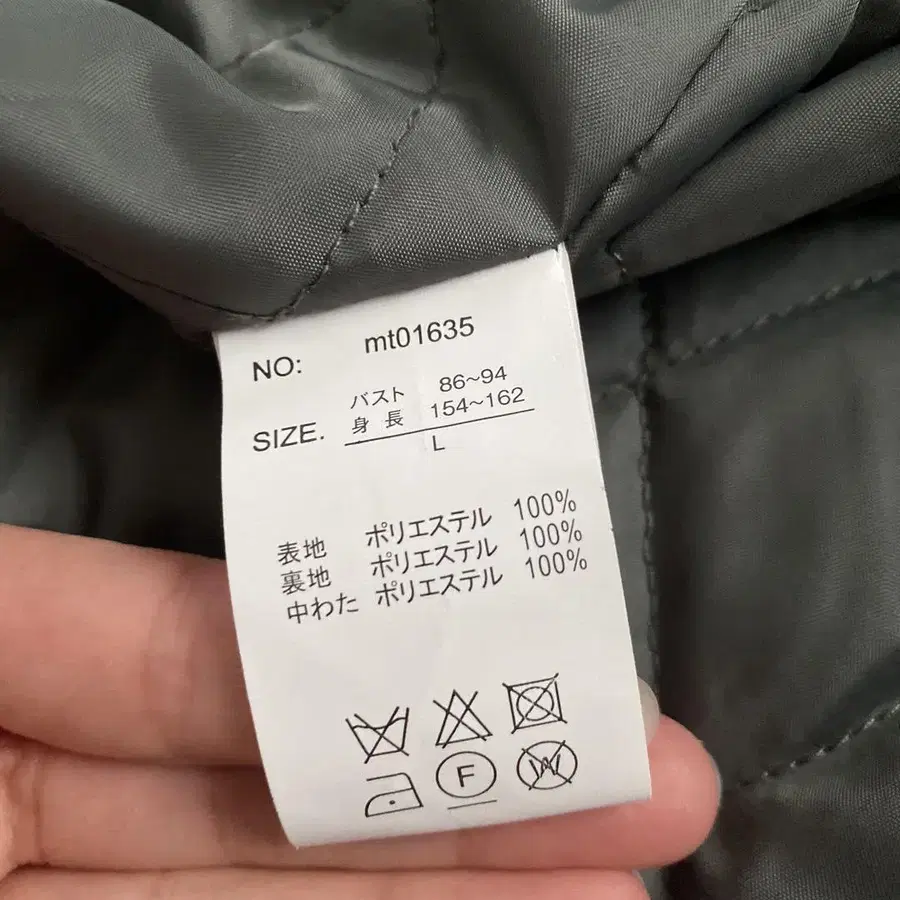 NO: mt01635
SIZE. バスト 86~94
身長 154~162
L
表地 ポリエステル 100%
裏地 ポリエステル 100%
中わた ポリエステル 100%
F
W